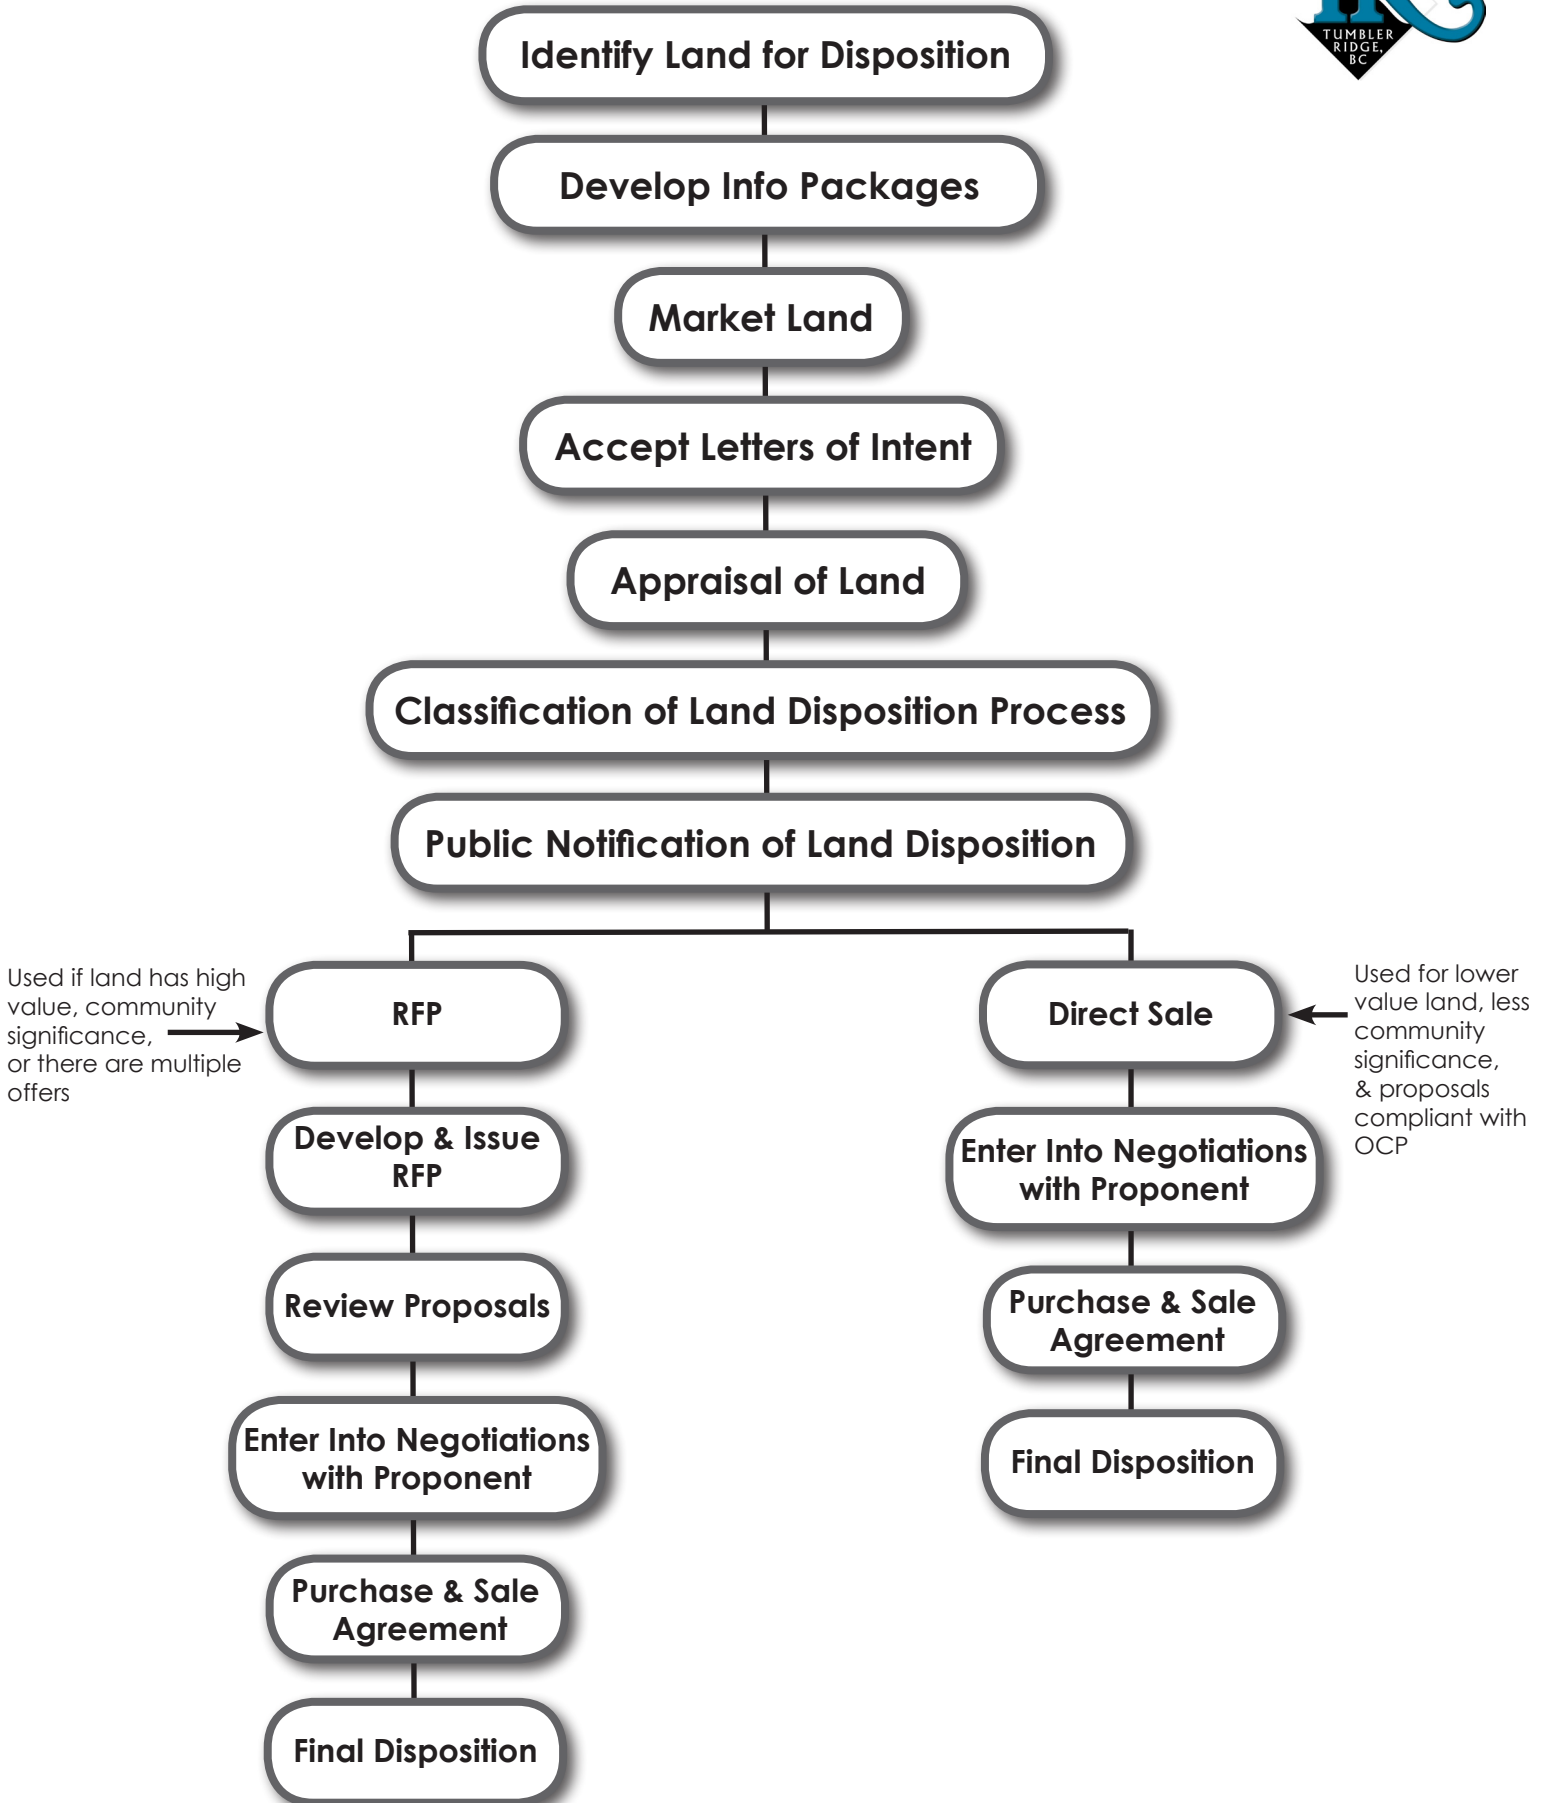 TUMBLER
RIDGE,
BC
Identify Land for Disposition
Develop Info Packages
Market Land
Accept Letters of Intent
Appraisal of Land
Classification of Land Disposition Process
Public Notification of Land Disposition
Used if land has high
value, community
significance,
or there are multiple
offers
RFP
Develop & Issue
RFP
Review Proposals
Enter Into Negotiations
with Proponent
Purchase & Sale
Agreement
Final Disposition
Direct Sale
Used for lower
value land, less
community
significance,
& proposals
compliant with
OCP
Enter Into Negotiations
with Proponent
Purchase & Sale
Agreement
Final Disposition